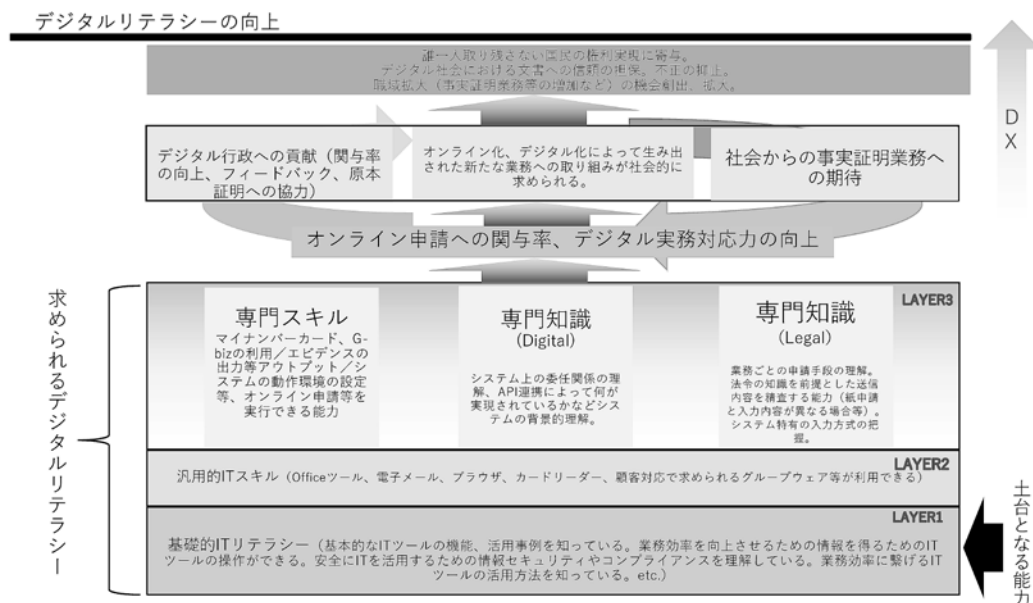 デジタルリテラシーの向上
誰一人取り残さない国民の権利実現に寄与。
デジタル社会における文書への信頼の担保。不正の抑止。
職域拡大（事実証明業務等の増加など）の機会創出、拡大。
DX
デジタル行政への貢献（関与率
の向上、フィードバック、原本
証明への協力）
オンライン化、デジタル化によって生み出
された新たな業務への取り組みが社会的に
求められる。
社会からの事実証明業務へ
の期待
オンライン申請への関与率、デジタル実務対応力の向上
求められるデジタルリテラシー
LAYER3
専門スキル
マイナンバーカード、G-
bizの利用／エビデンスの
出力等アウトプット／シ
ステムの動作環境の設定
等、オンライン申請等を
実行できる能力
専門知識
(Digital)
システム上の委任関係の理
解、API連携によって何が
実現されているかなどシス
テムの背景的理解。
専門知識
(Legal)
業務ごとの申請手段の理解。
法令の知識を前提とした送信
内容を精査する能力（紙申請
と入力内容が異なる場合等）。
システム特有の入力方式の把
握。
LAYER2
汎用的ITスキル（Officeツール、電子メール、ブラウザ、カードリーダー、顧客対応で求められるグループウェア等が利用できる）
LAYER1
基礎的ITリテラシー（基本的なITツールの機能、活用事例を知っている。業務効率を向上させるための情報を得るためのIT
ツールの操作ができる。安全にITを活用するための情報セキュリティやコンプライアンスを理解している。業務効率に繋げるIT
ツールの活用方法を知っている。etc.）
土台となる能力